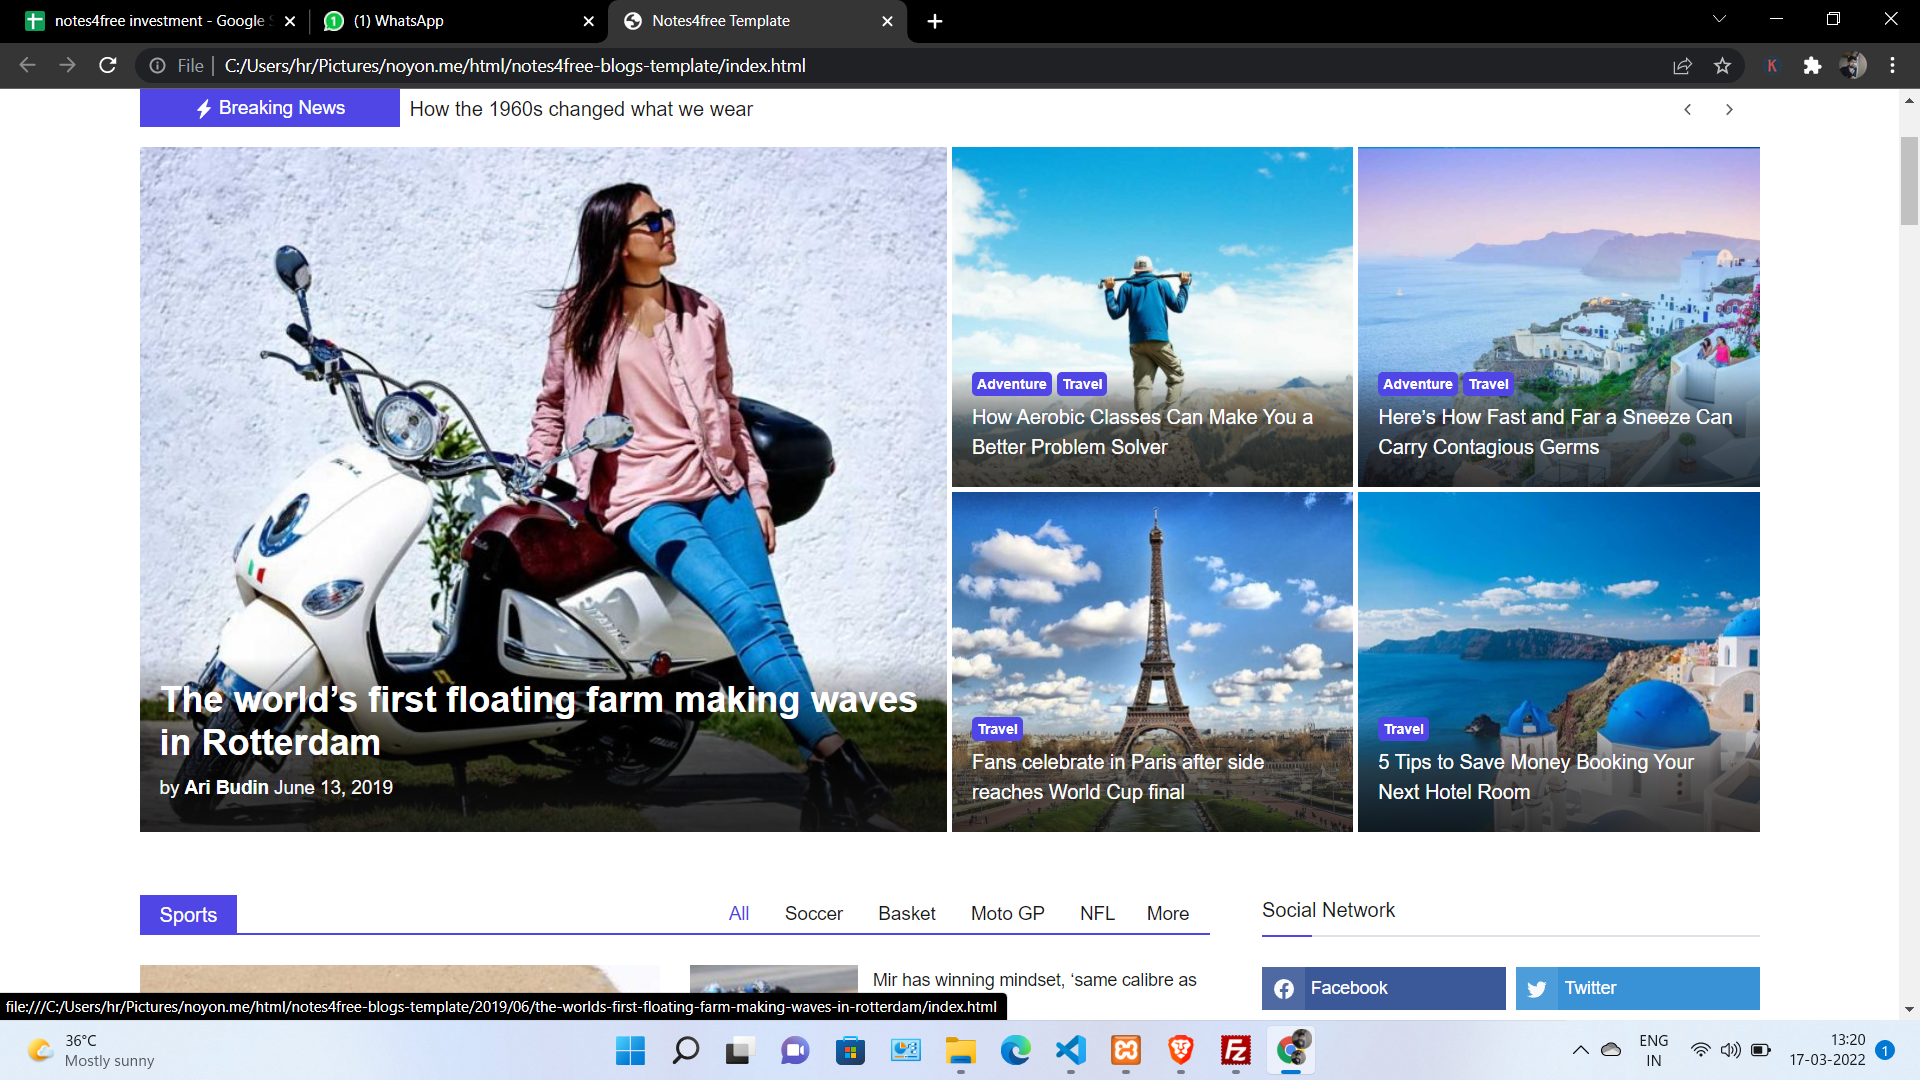 notes4free investment - Google S
(1) WhatsApp
Notes4free Template
File
C:/Users/hr/Pictures/noyon.me/html/notes4free-blogs-template/index.html
K
Breaking News
How the 1960s changed what we wear
The world’s first floating farm making waves
in Rotterdam
by Ari Budin June 13, 2019
Adventure Travel
How Aerobic Classes Can Make You a
Better Problem Solver
Adventure Travel
Here’s How Fast and Far a Sneeze Can
Carry Contagious Germs
Travel
Fans celebrate in Paris after side
reaches World Cup final
Travel
5 Tips to Save Money Booking Your
Next Hotel Room
Sports
All Soccer Basket Moto GP NFL More
Social Network
Mir has winning mindset, ‘same calibre as
Facebook
Twitter
file:///C:/Users/hr/Pictures/noyon.me/html/notes4free-blogs-template/2019/06/the-worlds-first-floating-farm-making-waves-in-rotterdam/index.html
36°C
Mostly sunny
Fz
ENG
IN
13:20
17-03-2022
1